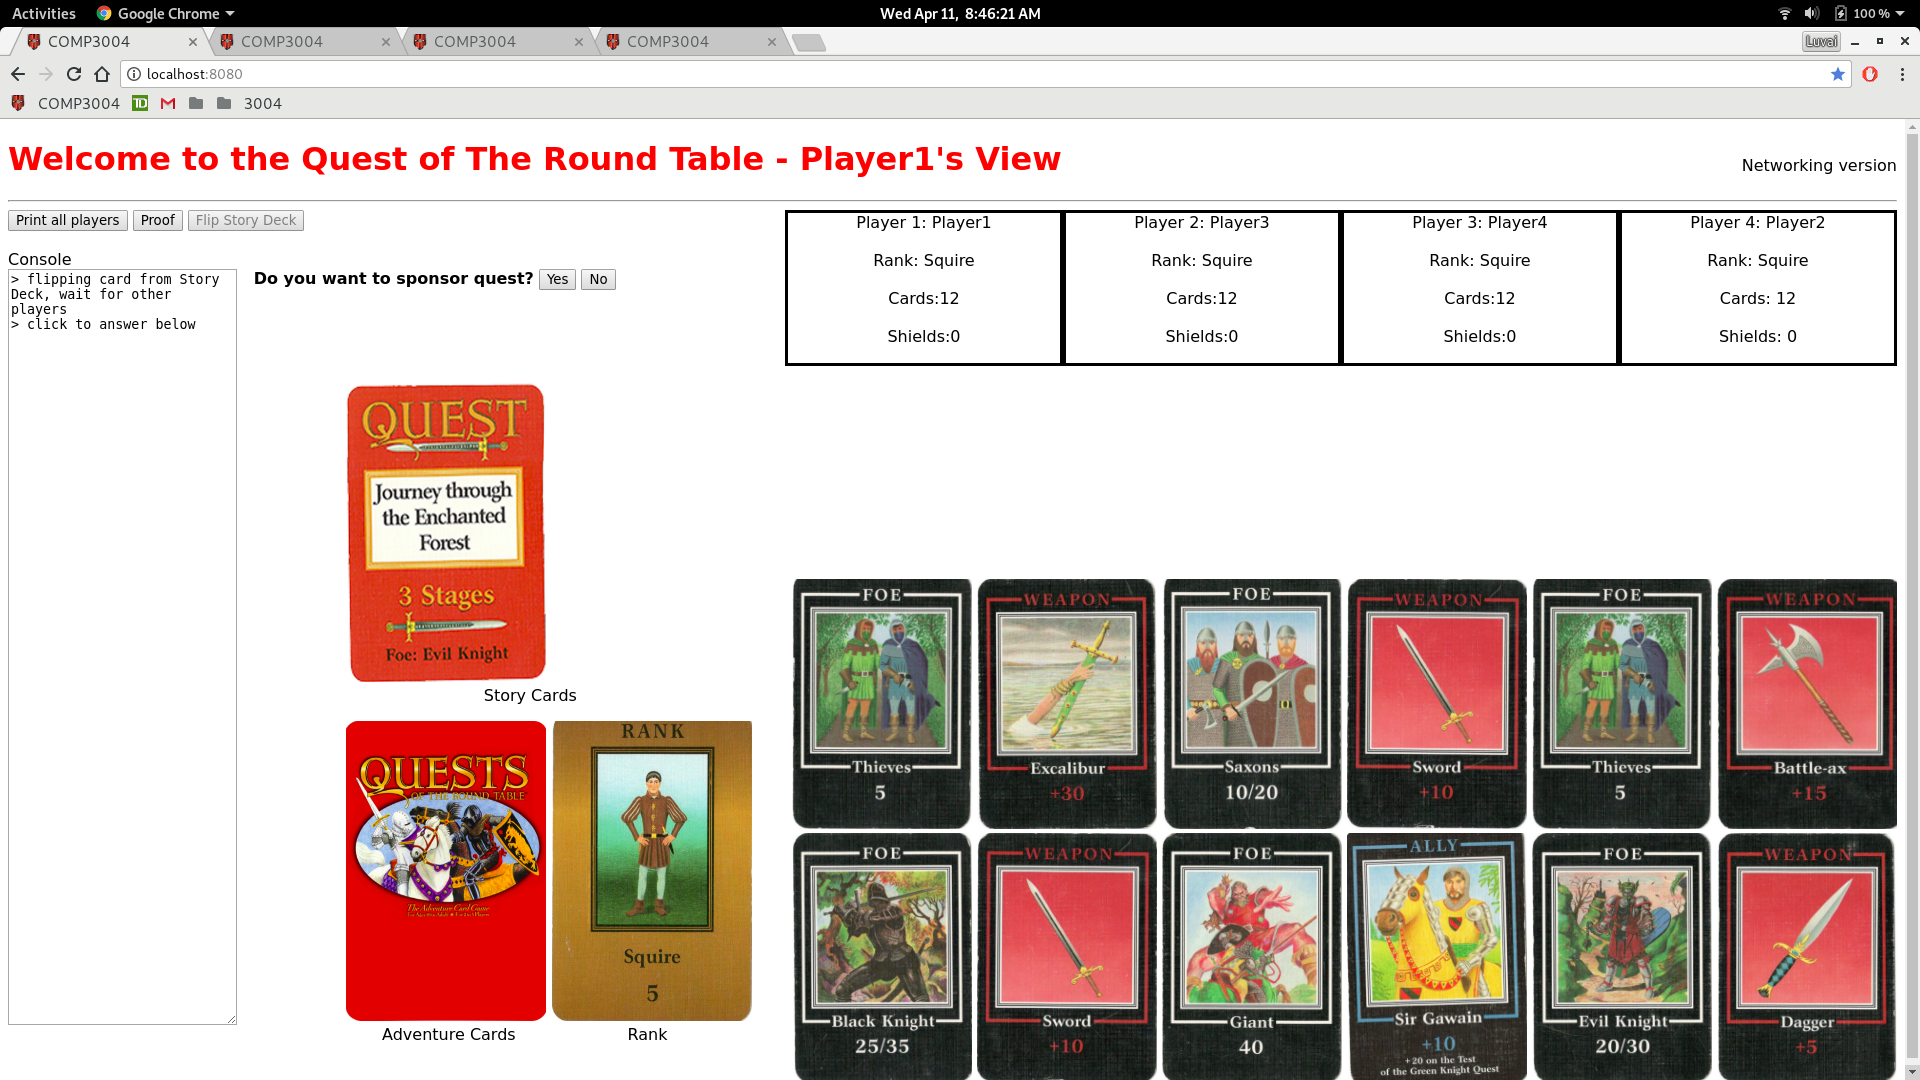 Activities
Google Chrome
Wed Apr 11, 8:46:21 AM
100 %
COMP3004
COMP3004
COMP3004
COMP3004
Luvai
localhost:8080
COMP3004
TD
3004
Welcome to the Quest of The Round Table - Player1's View
Networking version
Print all players
Proof
Flip Story Deck
Player 1: Player1
Rank: Squire
Cards:12
Shields:0
Player 2: Player3
Rank: Squire
Cards:12
Shields:0
Player 3: Player4
Rank: Squire
Cards:12
Shields:0
Player 4: Player2
Rank: Squire
Cards: 12
Shields: 0
Console
> flipping card from Story
Deck, wait for other
players
> click to answer below
Do you want to sponsor quest?
Yes
No
QUEST
Journey through
the Enchanted
Forest
3 Stages
Foe: Evil Knight
Story Cards
QUESTS
OF THE ROUND TABLE
The Adventure Card Game
Adventure Cards
RANK
Squire
5
Rank
FOE
Thieves
5
WEAPON
Excalibur
+30
FOE
Saxons
10/20
WEAPON
Sword
+10
FOE
Thieves
5
WEAPON
Battle-ax
+15
FOE
Black Knight
25/35
WEAPON
Sword
+10
FOE
Giant
40
ALLY
Sir Gawain
+10
+20 on the Test
of the Green Knight Quest
FOE
Evil Knight
20/30
WEAPON
Dagger
+5